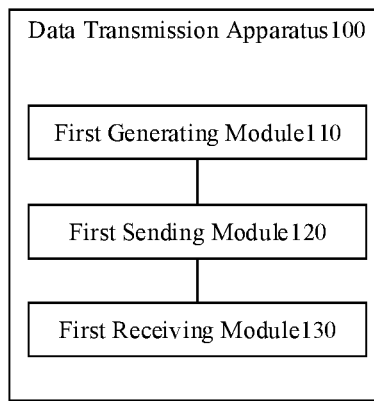 Data Transmission Apparatus100
First Generating Module110
First Sending Module120
First Receiving Module130